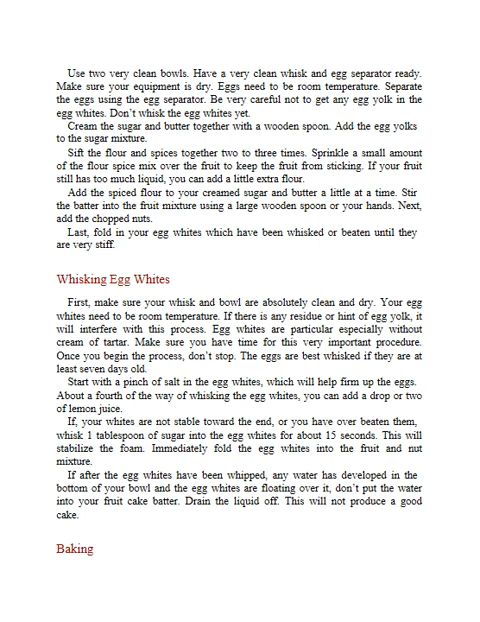 Use two very clean bowls. Have a very clean whisk and egg separator ready.
Make sure your equipment is dry. Eggs need to be room temperature. Separate
the eggs using the egg separator. Be very careful not to get any egg yolk in the
egg whites. Don’t whisk the egg whites yet.
Cream the sugar and butter together with a wooden spoon. Add the egg yolks
to the sugar mixture.
Sift the flour and spices together two to three times. Sprinkle a small amount
of the flour spice mix over the fruit to keep the fruit from sticking. If your fruit
still has too much liquid, you can add a little extra flour.
Add the spiced flour to your creamed sugar and butter a little at a time. Stir
the batter into the fruit mixture using a large wooden spoon or your hands. Next,
add the chopped nuts.
Last, fold in your egg whites which have been whisked or beaten until they
are very stiff.
Whisking Egg Whites
First, make sure your whisk and bowl are absolutely clean and dry. Your egg
whites need to be room temperature. If there is any residue or hint of egg yolk, it
will interfere with this process. Egg whites are particular especially without
cream of tartar. Make sure you have time for this very important procedure.
Once you begin the process, don’t stop. The eggs are best whisked if they are at
least seven days old.
Start with a pinch of salt in the egg whites, which will help firm up the eggs.
About a fourth of the way of whisking the egg whites, you can add a drop or two
of lemon juice.
If, your whites are not stable toward the end, or you have over beaten them,
whisk 1 tablespoon of sugar into the egg whites for about 15 seconds. This will
stabilize the foam. Immediately fold the egg whites into the fruit and nut
mixture.
If after the egg whites have been whipped, any water has developed in the
bottom of your bowl and the egg whites are floating over it, don’t put the water
into your fruit cake batter. Drain the liquid off. This will not produce a good
cake.
Baking